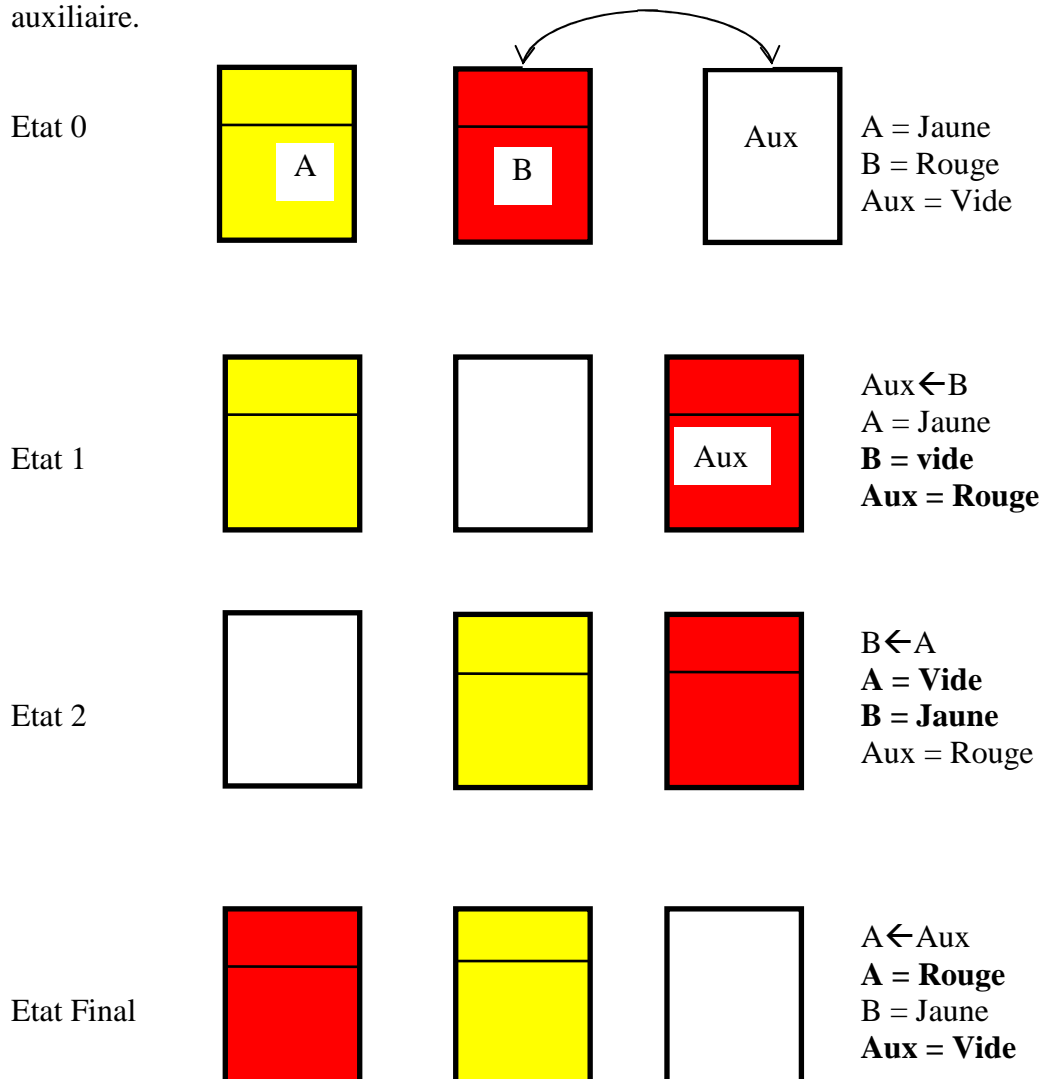 auxiliaire.
Etat 0
A
B
Aux
A = Jaune
B = Rouge
Aux = Vide
Etat 1
Aux
Aux←B
A = Jaune
B = vide
Aux = Rouge
Etat 2
B←A
A = Vide
B = Jaune
Aux = Rouge
Etat Final
A←Aux
A = Rouge
B = Jaune
Aux = Vide